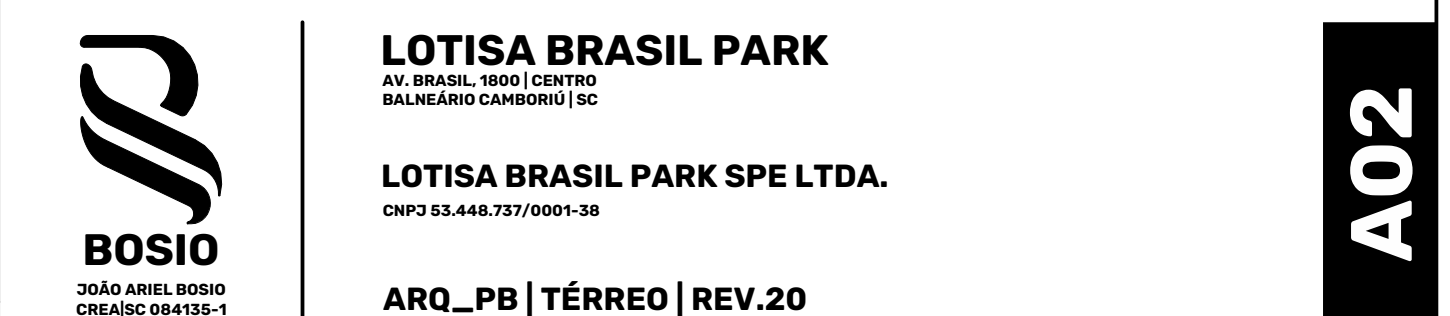 BOSIO
JOÃO ARIEL BOSIO
CREA|SC 084135-1
LOTISA BRASIL PARK
AV. BRASIL, 1800 | CENTRO
BALNEÁRIO CAMBORIÚ | SC
LOTISA BRASIL PARK SPE LTDA.
CNPJ 53.448.737/0001-38
ARQ_PB | TÉRREO | REV.20
A02